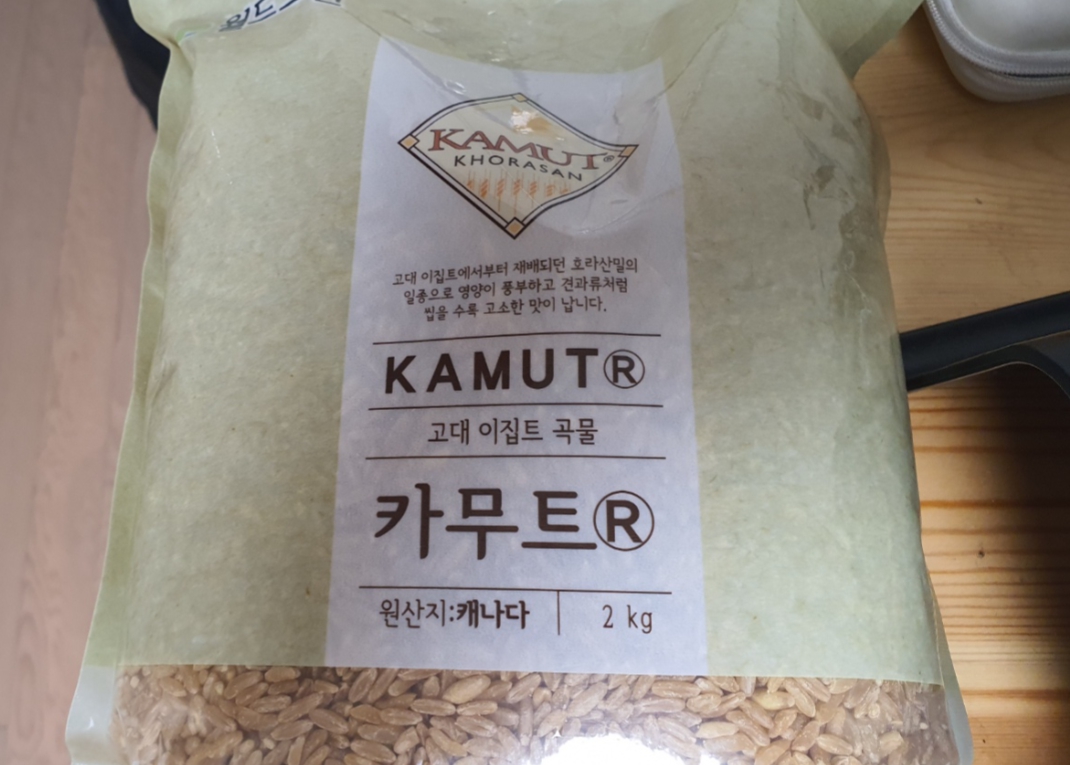 KAMUT®
KHORASAN
고대 이집트에서부터 재배되던 호라산밀의
일종으로 영양이 풍부하고 견과류처럼
씹을 수록 고소한 맛이 납니다.
KAMUT®
고대 이집트 곡물
카무트®
원산지:캐나다
2 kg